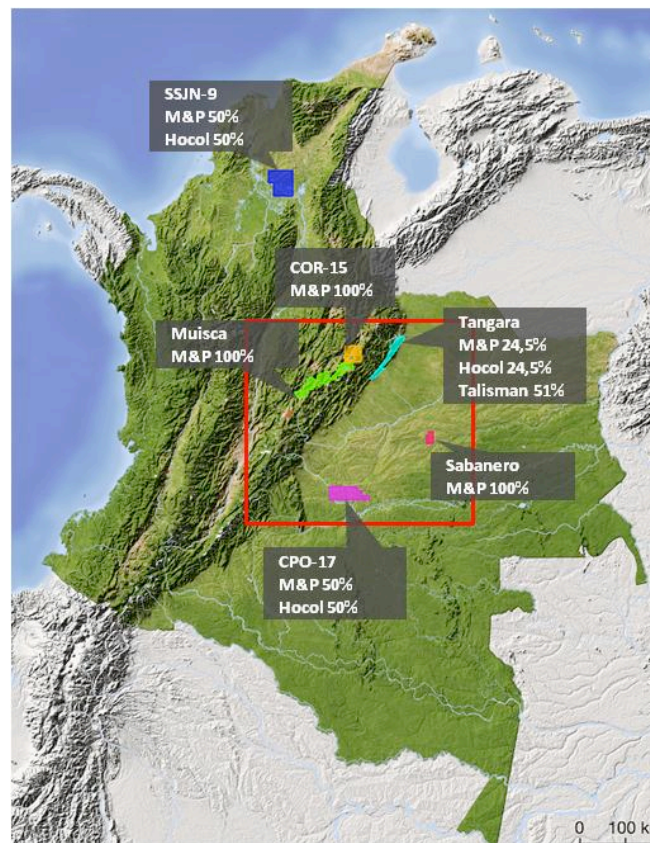 SSJN-9
M&P 50%
Hocol 50%
COR-15
M&P 100%
Muisca
M&P 100%
Tangara
M&P 24,5%
Hocol 24,5%
Talisman 51%
Sabanero
M&P 100%
CPO-17
M&P 50%
Hocol 50%
0 100 k